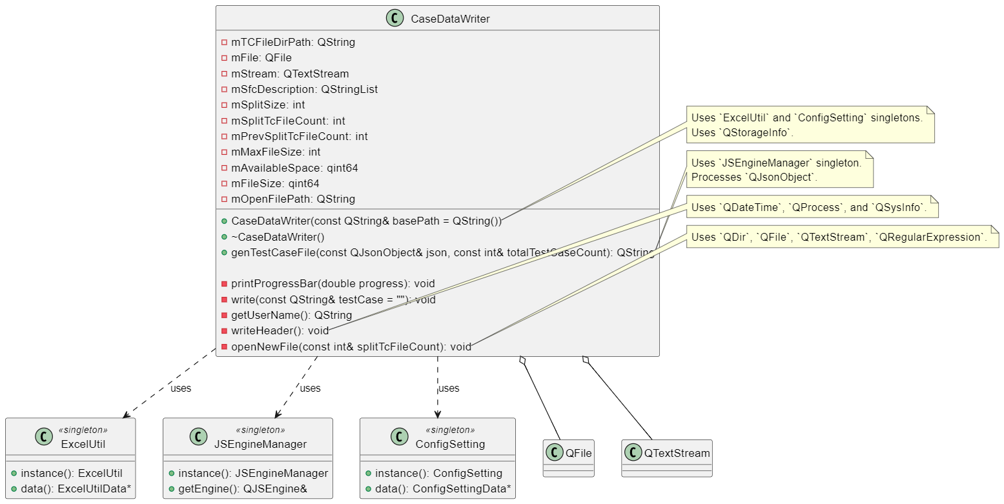 C CaseDataWriter
mTCFileDirPath: QString
mFile: QFile
mStream: QTextStream
mSfcDescription: QStringList
mSplitSize: int
mSplitTcFileCount: int
mPrevSplitTcFileCount: int
mMaxFileSize: int
mAvailableSpace: qint64
mFileSize: qint64
mOpenFilePath: QString
CaseDataWriter(const QString& basePath = QString())
~CaseDataWriter()
genTestCaseFile(const QJsonObject& json, const int& totalTestCaseCount): QString
printProgressBar(double progress): void
write(const QString& testCase = ""): void
getUserName(): QString
writeHeader(): void
openNewFile(const int& splitTcFileCount): void
Uses `ExcelUtil` and `ConfigSetting` singletons.
Uses `QStorageInfo`.
Uses `JSEngineManager` singleton.
Processes `QJsonObject`.
Uses `QDateTime`, `QProcess`, and `QSysInfo`.
Uses `QDir`, `QFile`, `QTextStream`, `QRegularExpression`.
uses
uses
uses
C «singleton»
ExcelUtil
instance(): ExcelUtil
data(): ExcelUtilData*
C «singleton»
JSEngineManager
instance(): JSEngineManager
getEngine(): QJSEngine&
C «singleton»
ConfigSetting
instance(): ConfigSetting
data(): ConfigSettingData*
C QFile
C QTextStream